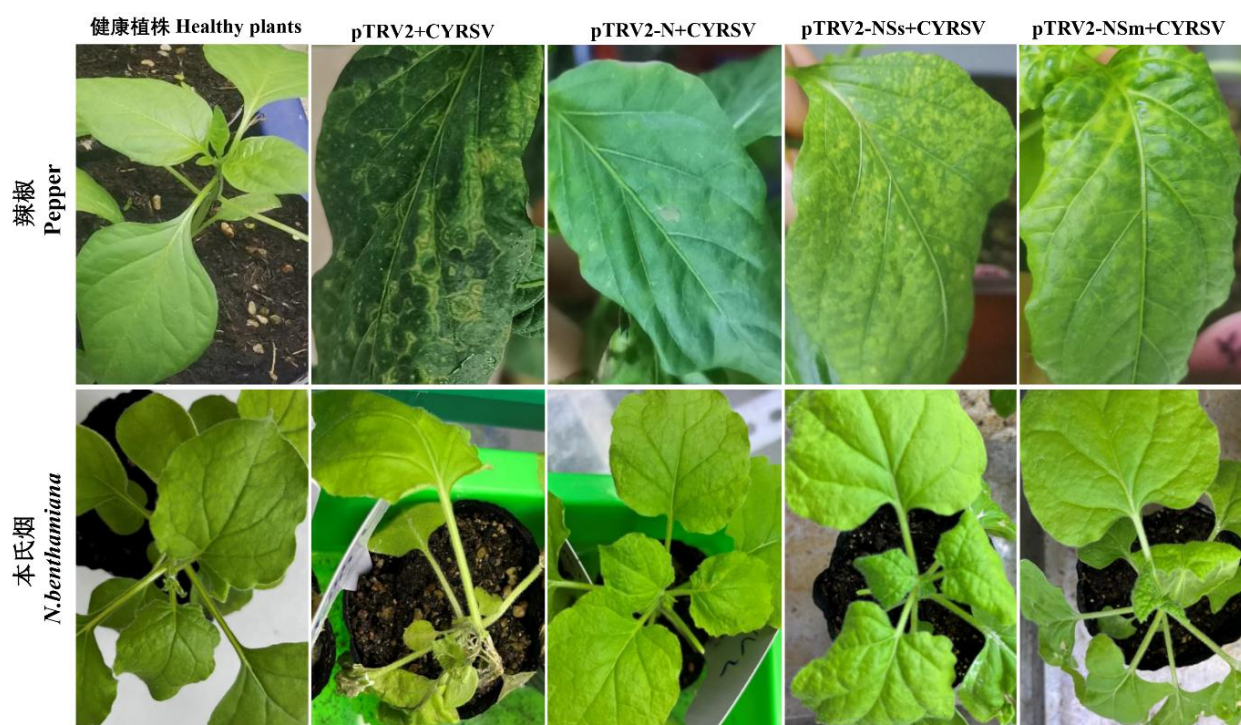 健康植株 Healthy plants
pTRV2+CYRSV
pTRV2-N+CYRSV
pTRV2-NSs+CYRSV
pTRV2-NSm+CYRSV
辣椒
Pepper
本氏烟
N.benthamiana